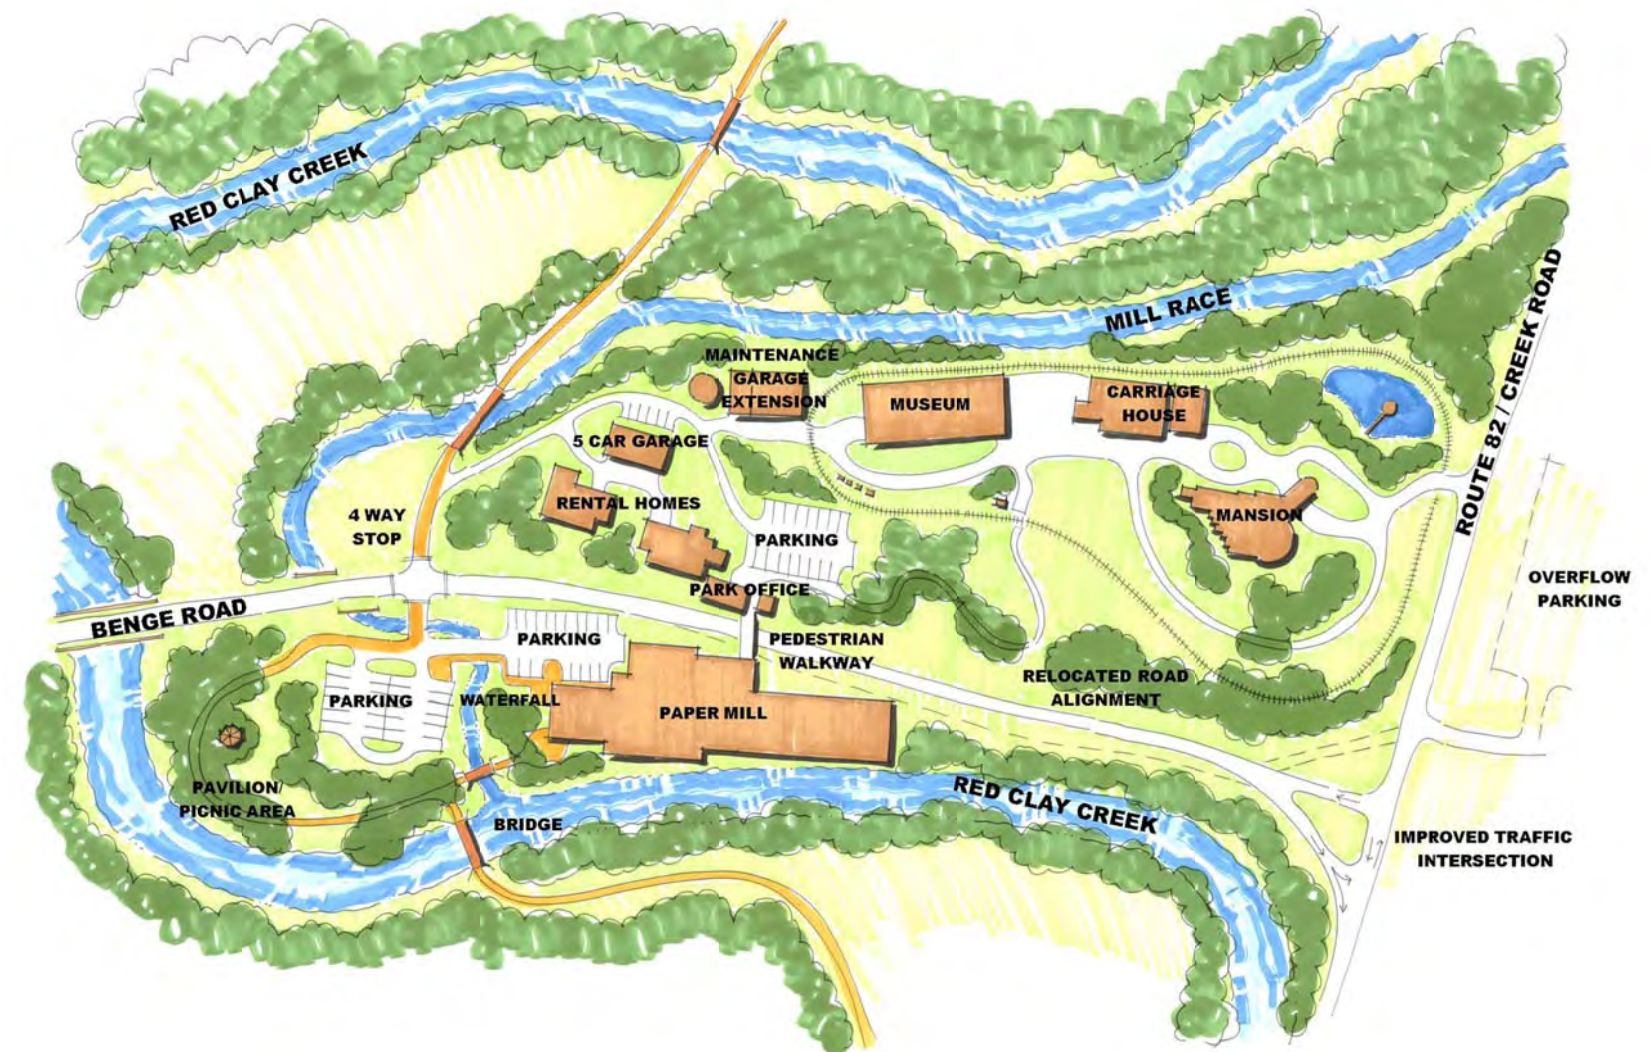 RED CLAY CREEK
MILL RACE
ROUTE 82 / CREEK ROAD
MAINTENANCE
GARAGE
EXTENSION
MUSEUM
CARRIAGE
HOUSE
5 CAR GARAGE
RENTAL HOMES
4 WAY
STOP
PARKING
MANSION
PARK OFFICE
OVERFLOW
PARKING
BENGE ROAD
PARKING
PEDESTRIAN
WALKWAY
RELOCATED ROAD
ALIGNMENT
PARKING
WATERFALL
PAPER MILL
PAVILION/
PICNIC AREA
BRIDGE
RED CLAY CREEK
IMPROVED TRAFFIC
INTERSECTION